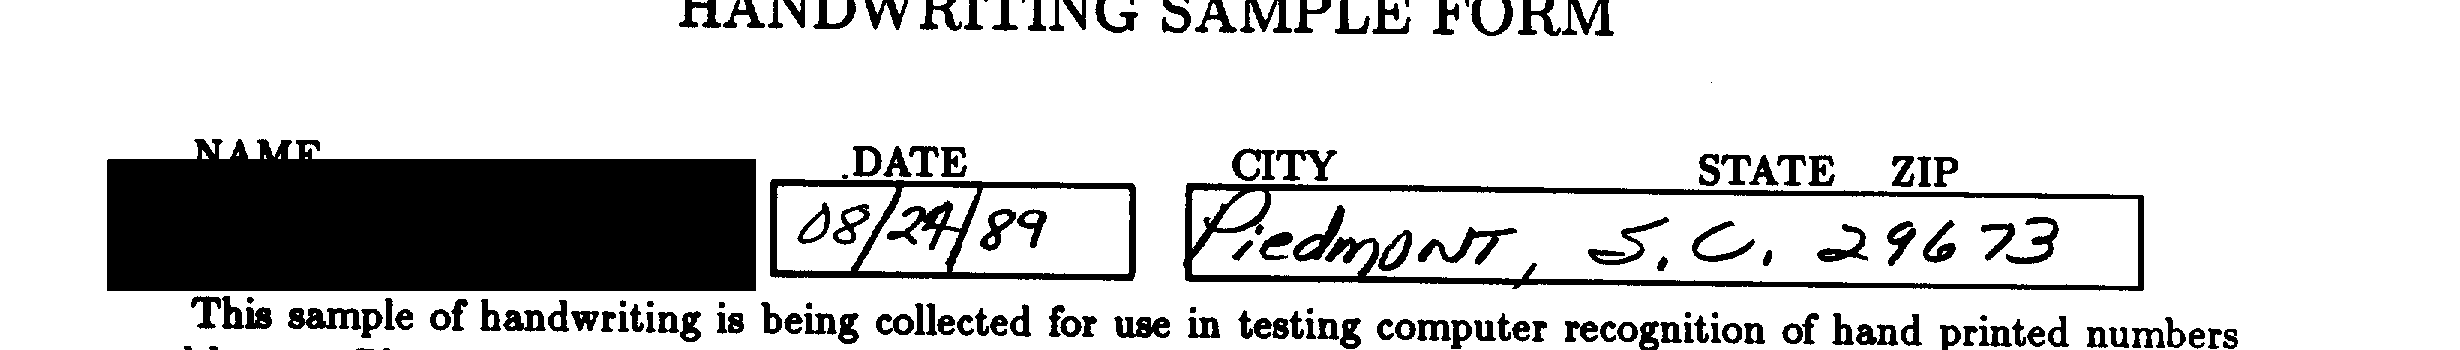 HANDWRITING SAMPLE FORM
NAME DATE CITY STATE ZIP
08/24/89 Piedmont, S.C. 29673
This sample of handwriting is being collected for use in testing computer recognition of hand printed numbers